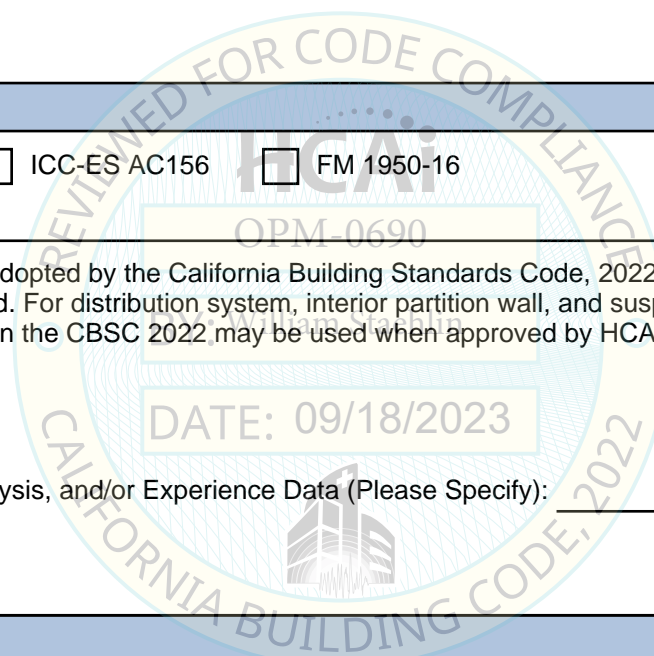 REVIEWED FOR CODE COMPLIANCE
HCAi
ICC-ES AC156 FM 1950-16
OPM-0690
dopted by the California Building Standards Code, 2022
d. For distribution system, interior partition wall, and sus
n the CBSC 2022 may be used when approved by HCA
BY: William Staehlin
DATE: 09/18/2023
ysis, and/or Experience Data (Please Specify):
CALIFORNIA BUILDING CODE, 2022